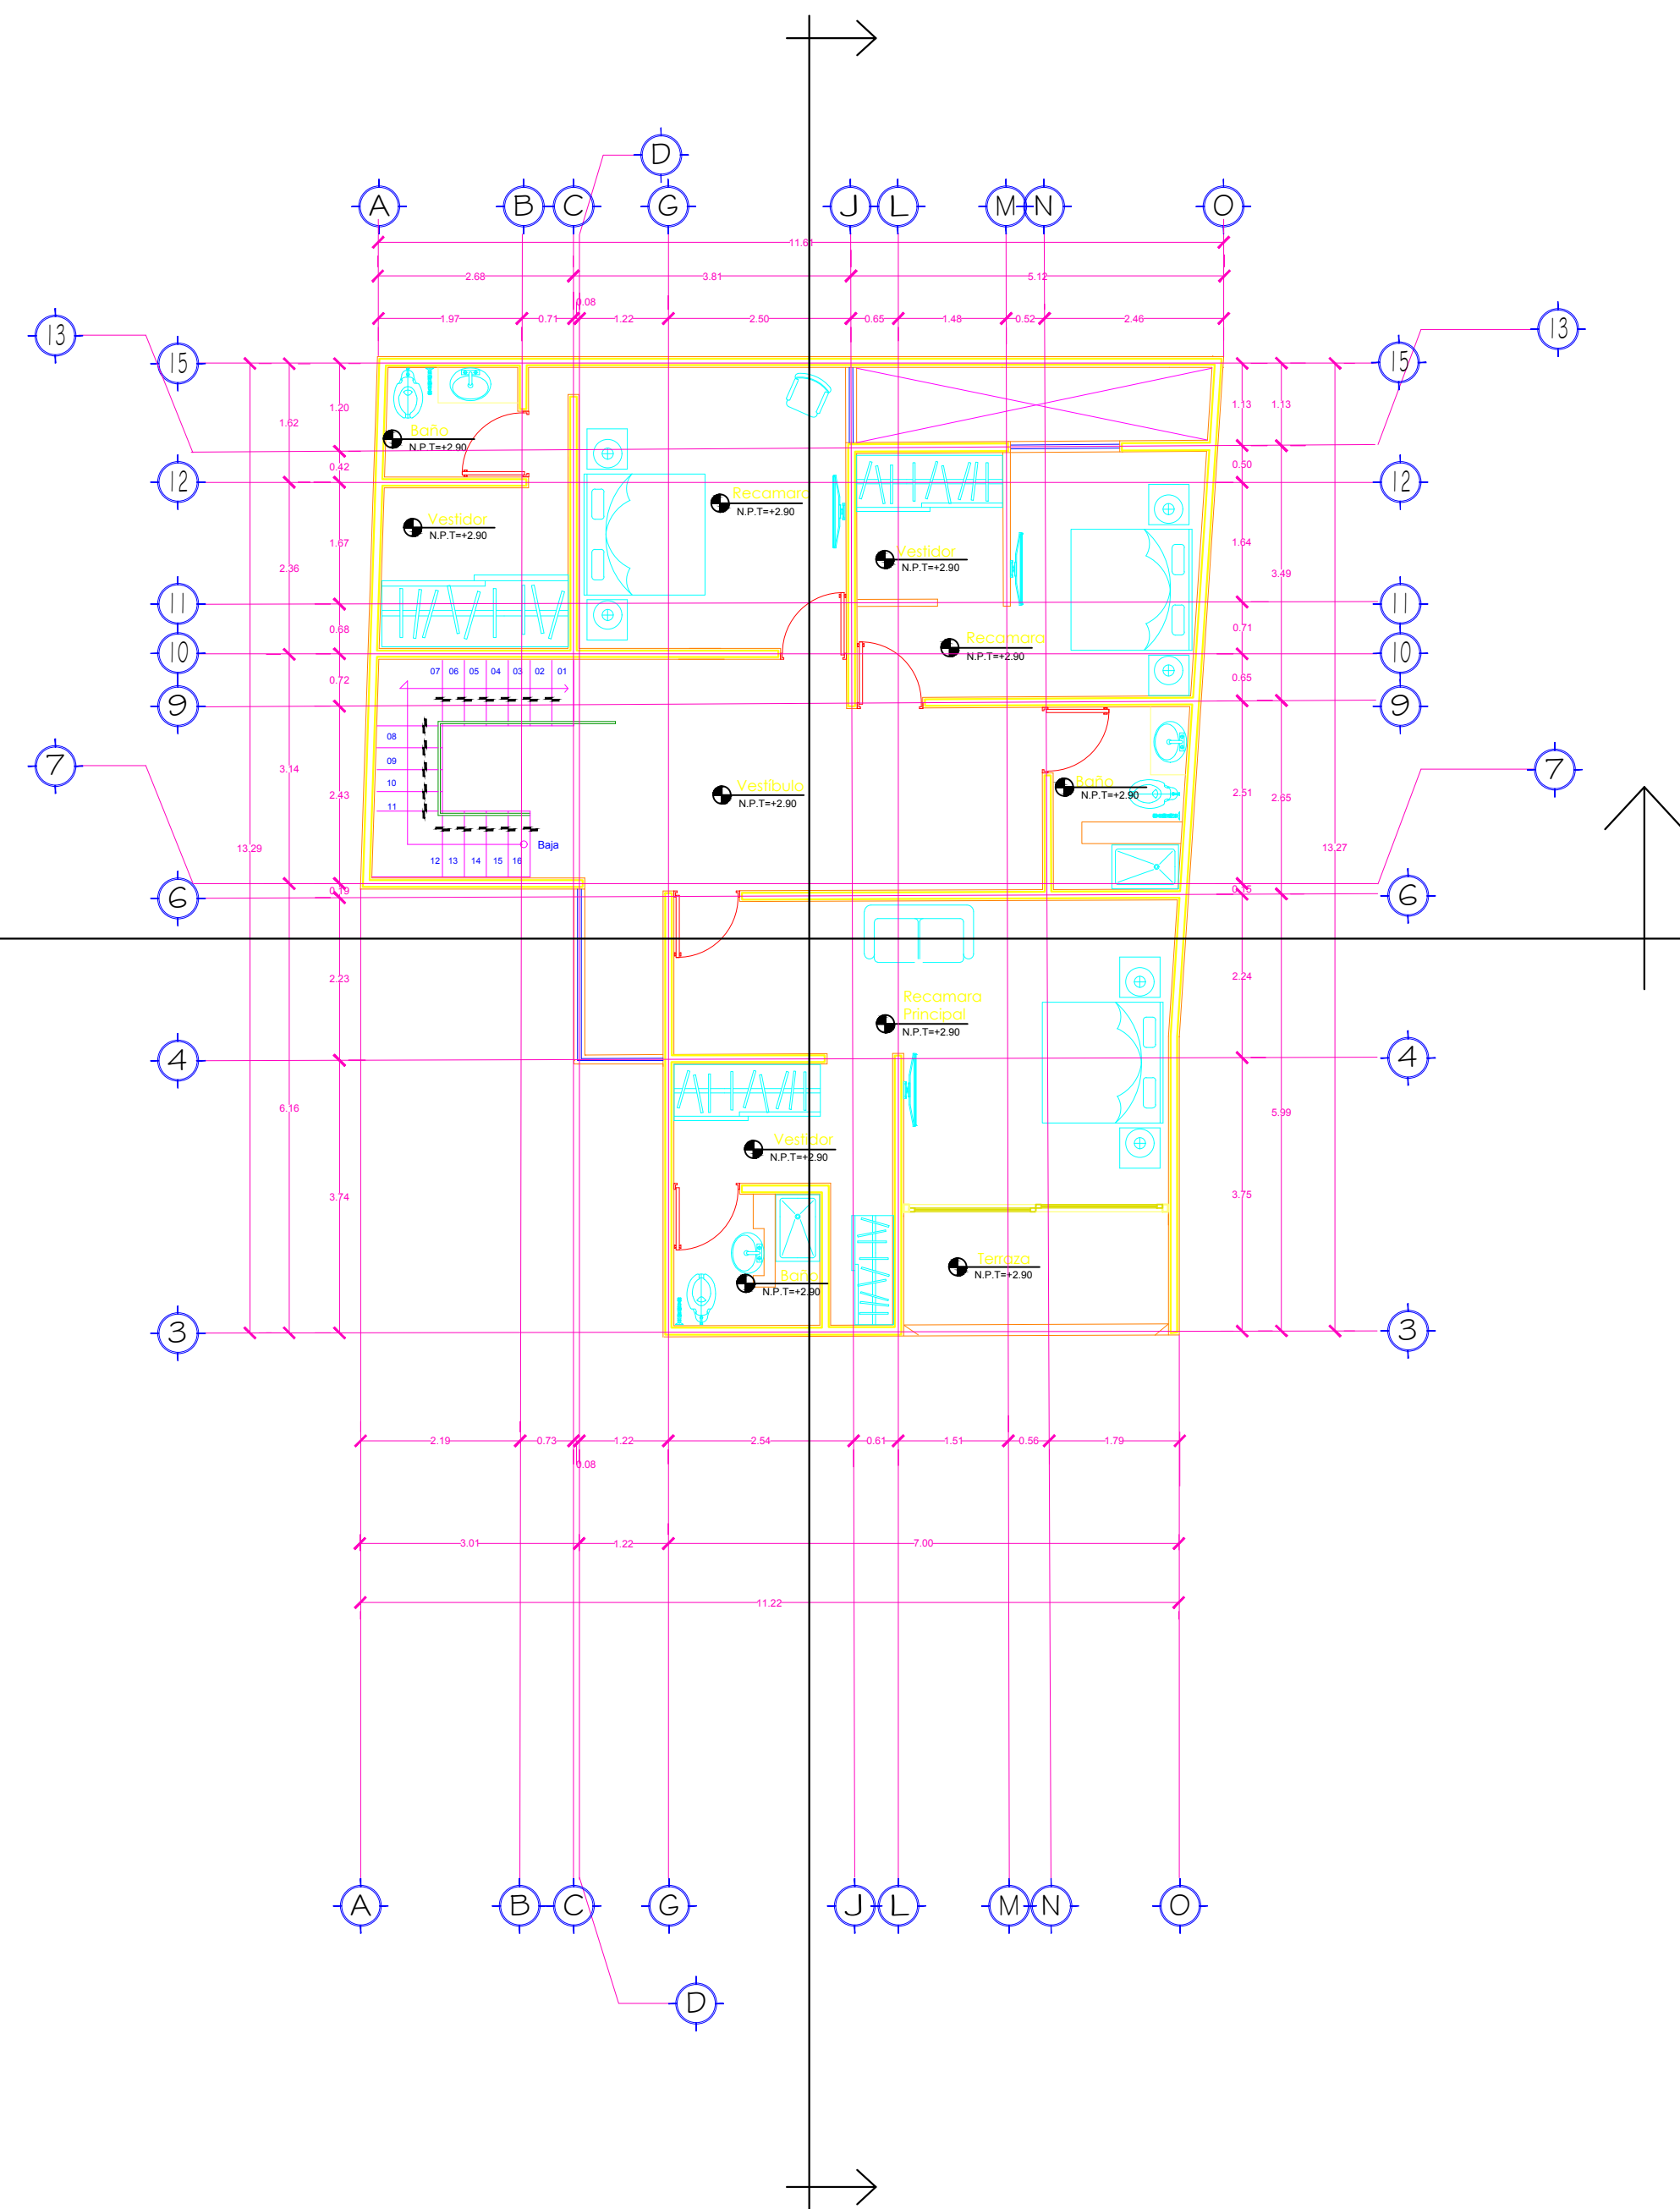 D
A B C G J L M N O
11.61
2.68 3.81 5.12
0.08
1.97 0.71 1.22 2.50 0.65 1.48 0.52 2.46
13 13
15 15
1.20 1.13 1.13
1.62
Baño
N.P.T=+2.90
0.42 0.50
12 12
Recamara
N.P.T=+2.90
Vestidor
N.P.T=+2.90
1.67 1.64
Vestidor
N.P.T=+2.90
2.36 3.49
11 11
0.68 0.71
Recamara
N.P.T=+2.90
10 10
07 06 05 04 03 02 01
0.72 0.65
9 9
08
09
10
11
7 7
3.14
2.43
Vestibulo
N.P.T=+2.90
Baño
N.P.T=+2.90
2.51 2.65
13.29 13.27
Baja
12 13 14 15 16
0.19
6 6
2.23 2.24
Recamara
Principal
N.P.T=+2.90
4 4
6.16 5.99
Vestidor
N.P.T=+2.90
3.74 3.75
Terraza
N.P.T=+2.90
Baño
N.P.T=+2.90
3 3
2.19 0.73 1.22 2.54 0.61 1.51 0.56 1.79
0.08
3.01 1.22 7.00
11.22
A B C G J L M N O
D